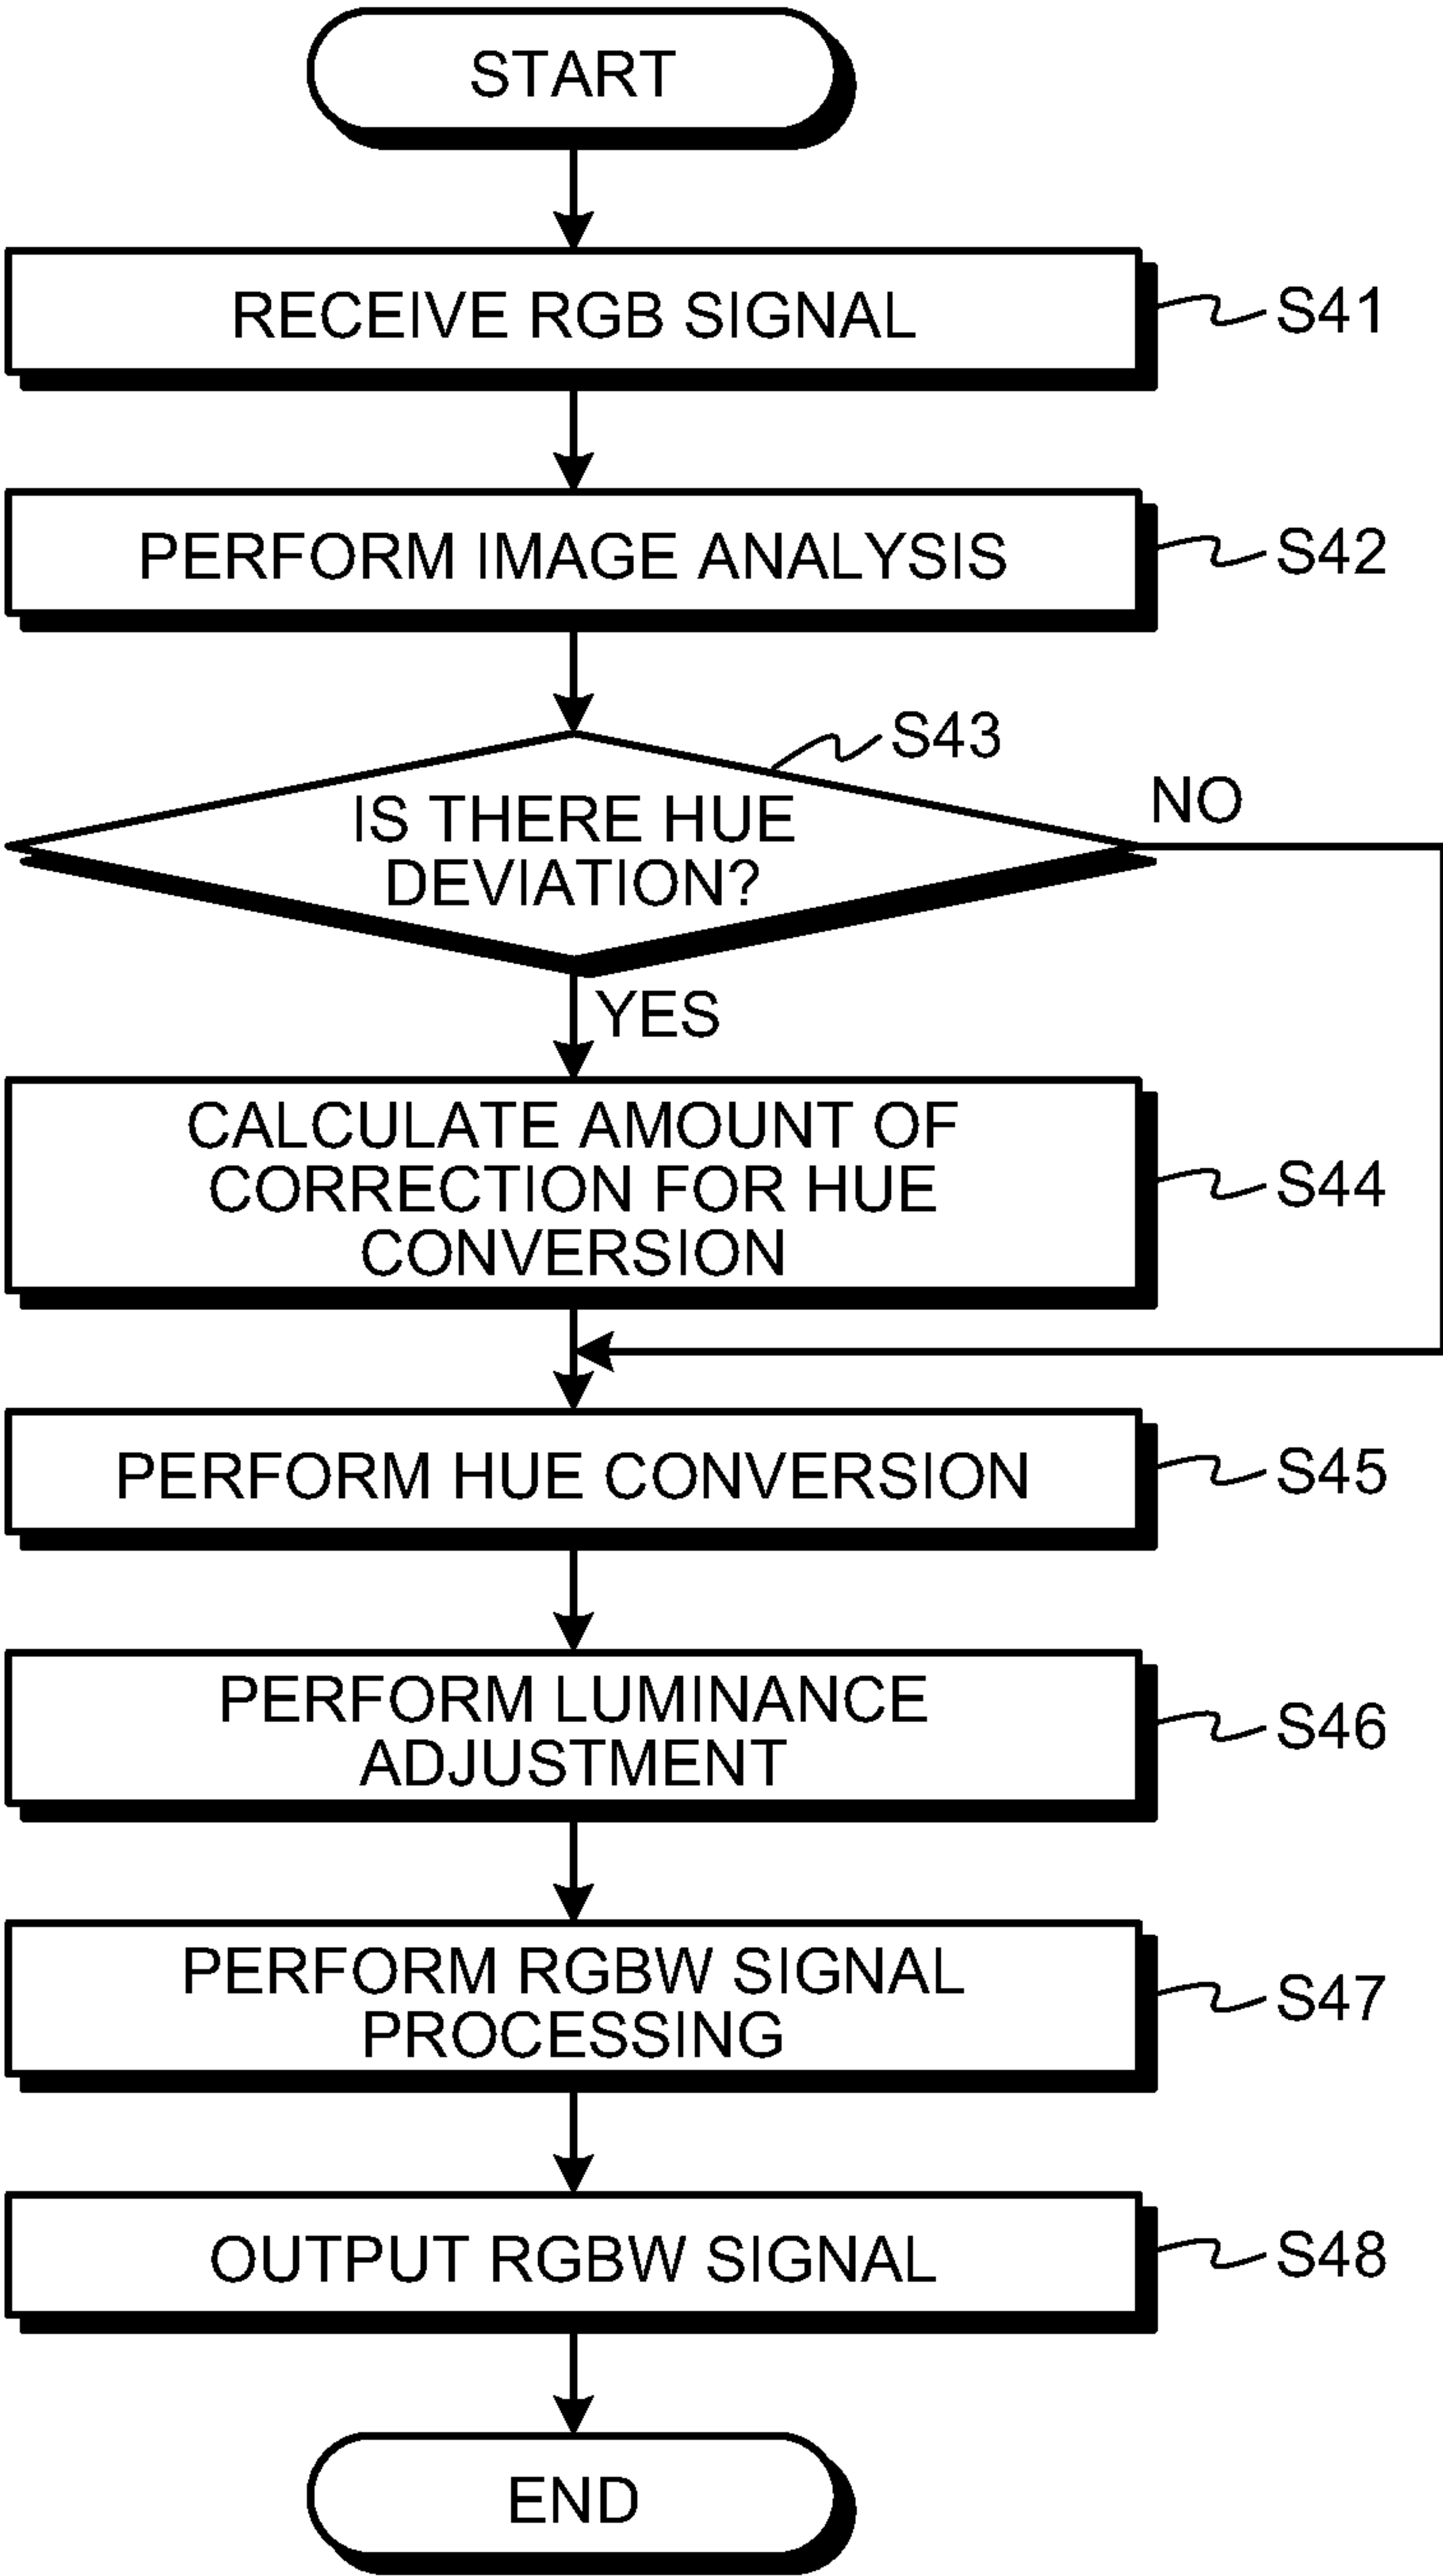 START
RECEIVE RGB SIGNAL
S41
PERFORM IMAGE ANALYSIS
S42
S43
IS THERE HUE
DEVIATION?
NO
YES
CALCULATE AMOUNT OF
CORRECTION FOR HUE
CONVERSION
S44
PERFORM HUE CONVERSION
S45
PERFORM LUMINANCE
ADJUSTMENT
S46
PERFORM RGBW SIGNAL
PROCESSING
S47
OUTPUT RGBW SIGNAL
S48
END